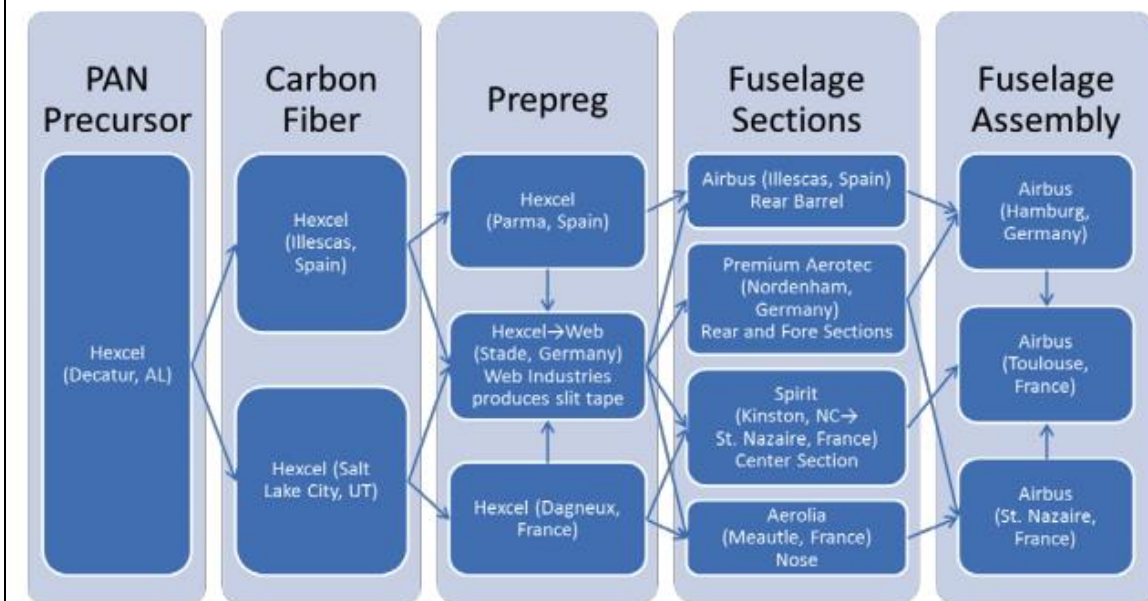 PAN
Precursor
Hexcel
(Decatur, AL)
Carbon
Fiber
Hexcel
(Illescas,
Spain)
Hexcel (Salt
Lake City, UT)
Prepreg
Hexcel
(Parma, Spain)
Hexcel→Web
(Stade, Germany)
Web Industries
produces slit tape
Hexcel (Dagneux,
France)
Fuselage
Sections
Airbus (Illescas, Spain)
Rear Barrel
Premium Aerotec
(Nordenham,
Germany)
Rear and Fore Sections
Spirit
(Kinston, NC→
St. Nazaire, France)
Center Section
Aerolia
(Meautle, France)
Nose
Fuselage
Assembly
Airbus
(Hamburg,
Germany)
Airbus
(Toulouse,
France)
Airbus
(St. Nazaire,
France)